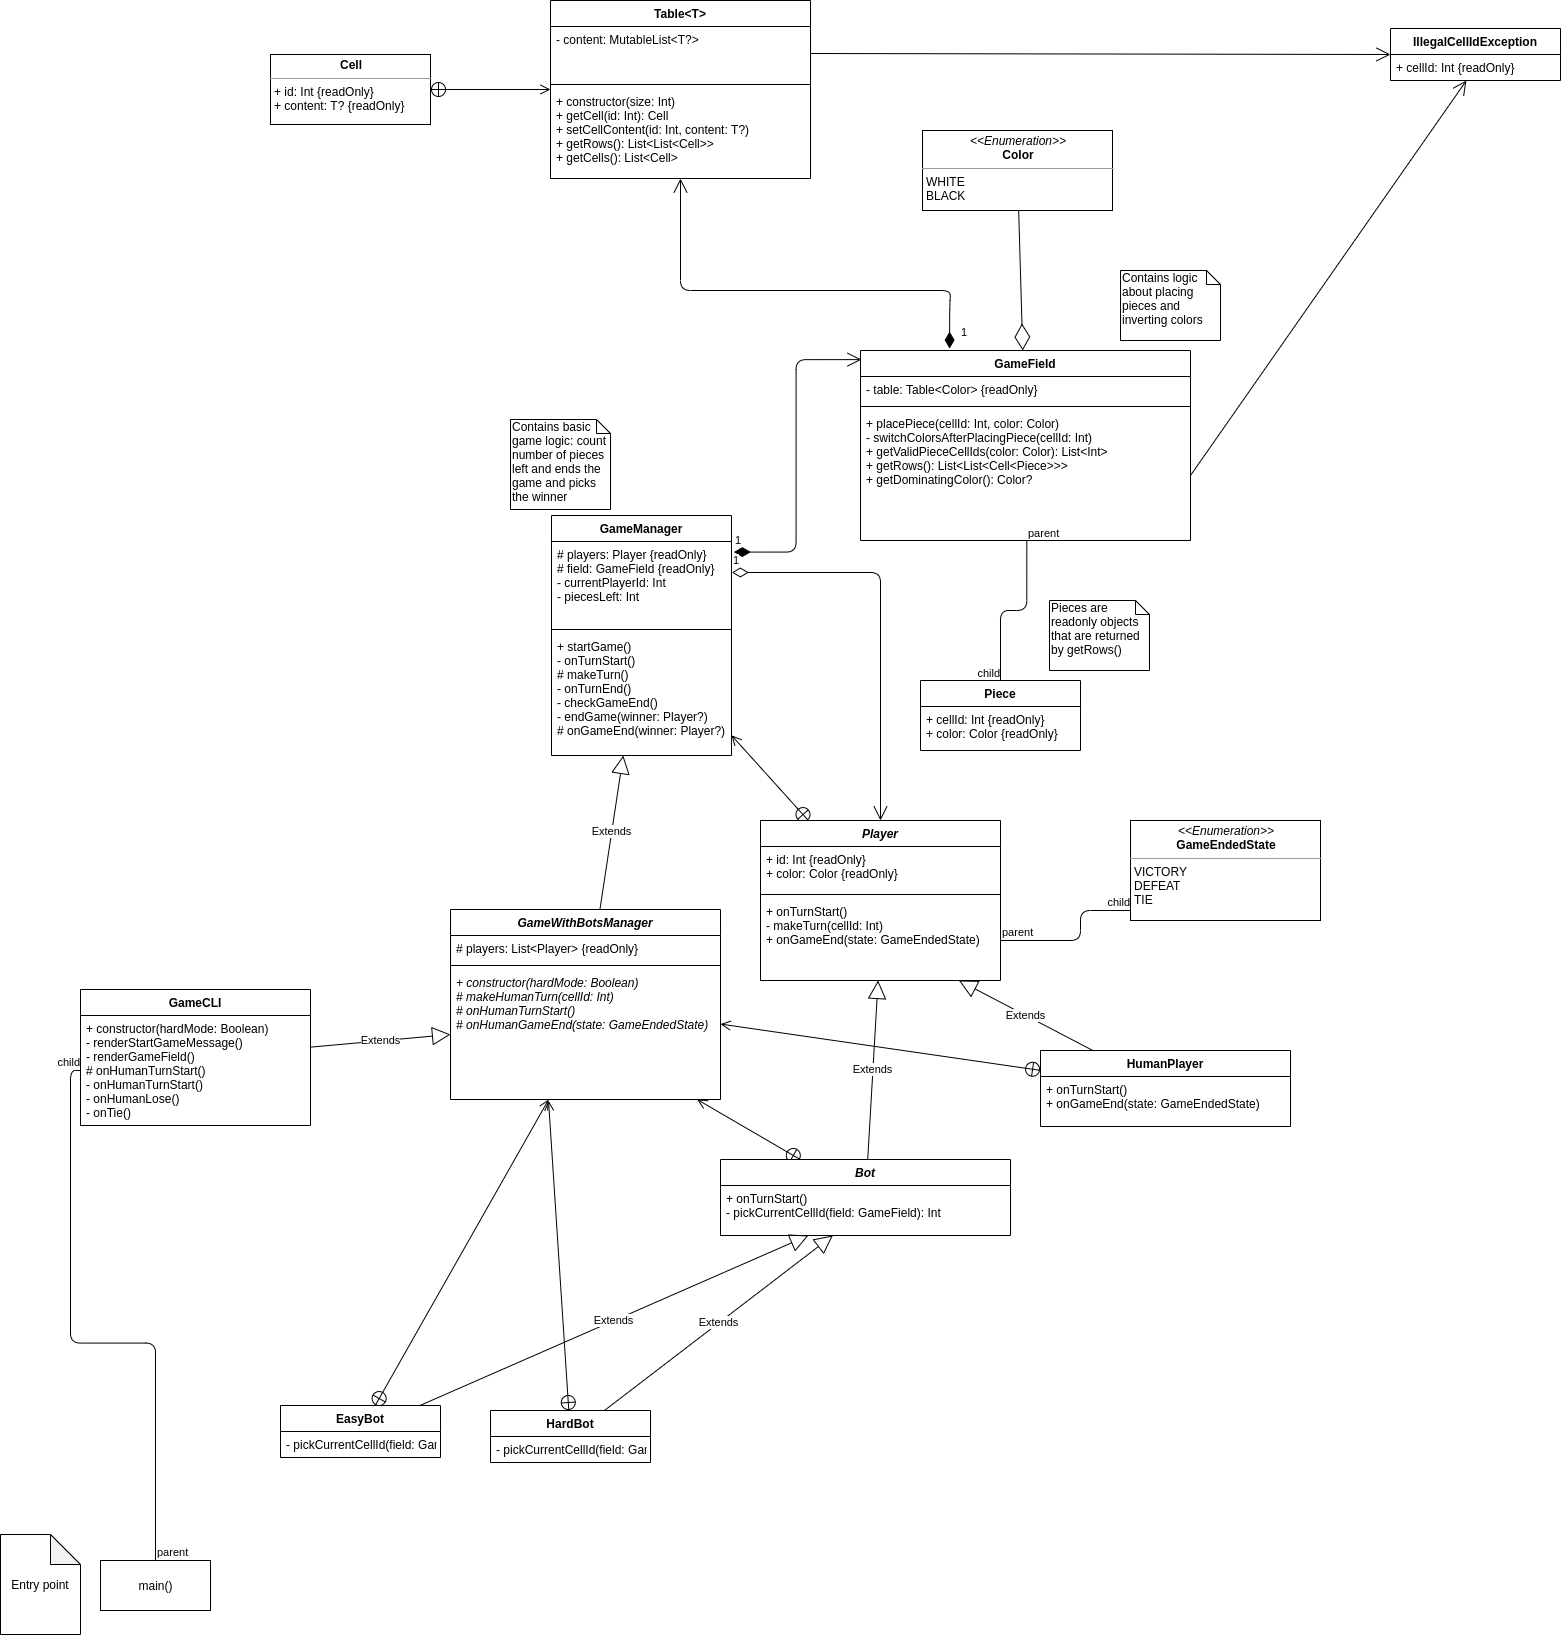 Table<T>
- content: MutableList<T?>
+ constructor(size: Int)
+ getCell(id: Int): Cell
+ setCellContent(id: Int, content: T?)
+ getRows(): List<List<Cell>>
+ getCells(): List<Cell>
IllegalCellIdException
+ cellId: Int {readOnly}
Cell
+ id: Int {readOnly}
+ content: T? {readOnly}
<<Enumeration>>
Color
WHITE
BLACK
Contains logic
about placing
pieces and
inverting colors
1
GameField
- table: Table<Color> {readOnly}
+ placePiece(cellId: Int, color: Color)
- switchColorsAfterPlacingPiece(cellId: Int)
+ getValidPieceCellIds(color: Color): List<Int>
+ getRows(): List<List<Cell<Piece>>>
+ getDominatingColor(): Color?
parent
Contains basic
game logic: count
number of pieces
left and ends the
game and picks
the winner
GameManager
# players: Player {readOnly}
# field: GameField {readOnly}
- currentPlayerId: Int
- piecesLeft: Int
+ startGame()
- onTurnStart()
# makeTurn()
- onTurnEnd()
- checkGameEnd()
- endGame(winner: Player?)
# onGameEnd(winner: Player?)
1
1
Pieces are
readonly objects
that are returned
by getRows()
child
Piece
+ cellId: Int {readOnly}
+ color: Color {readOnly}
Extends
Player
+ id: Int {readOnly}
+ color: Color {readOnly}
+ onTurnStart()
- makeTurn(cellId: Int)
+ onGameEnd(state: GameEndedState)
parent
<<Enumeration>>
GameEndedState
VICTORY
DEFEAT
TIE
child
GameWithBotsManager
# players: List<Player> {readOnly}
+ constructor(hardMode: Boolean)
# makeHumanTurn(cellId: Int)
# onHumanTurnStart()
# onHumanGameEnd(state: GameEndedState)
GameCLI
+ constructor(hardMode: Boolean)
- renderStartGameMessage()
- renderGameField()
# onHumanTurnStart()
- onHumanTurnStart()
- onHumanLose()
- onTie()
child
Extends
Extends
Extends
HumanPlayer
+ onTurnStart()
+ onGameEnd(state: GameEndedState)
Bot
+ onTurnStart()
- pickCurrentCellId(field: GameField): Int
Extends
Extends
EasyBot
- pickCurrentCellId(field: Gar
HardBot
- pickCurrentCellId(field: Gar
parent
Entry point
main()